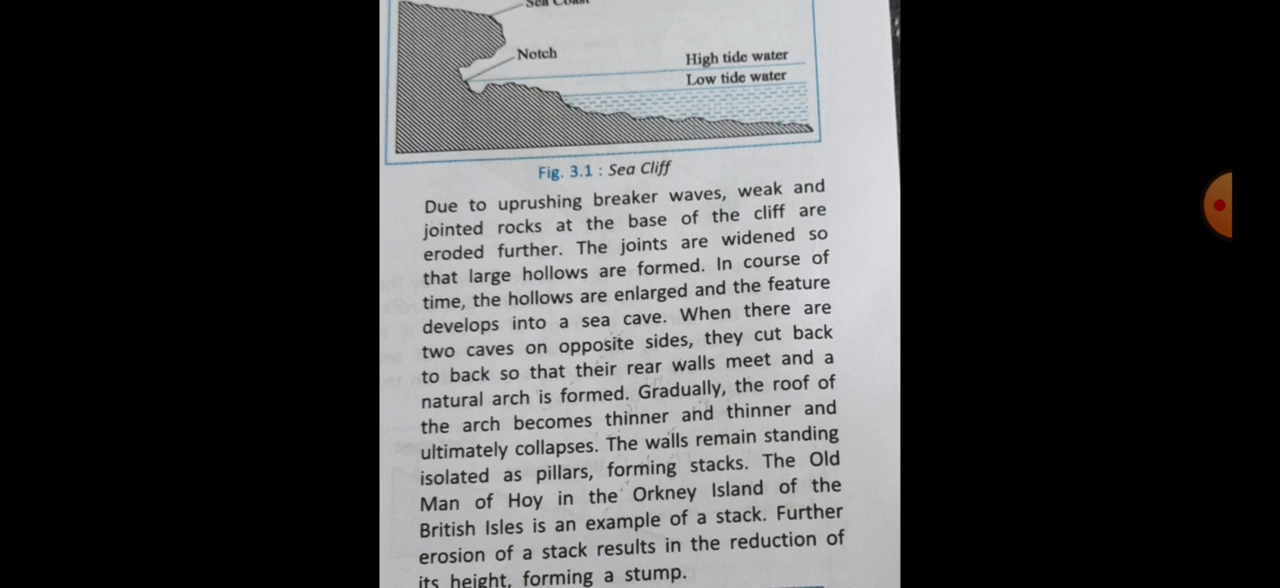 Sea Coast
Notch
High tide water
Low tide water
Fig. 3.1 : Sea Cliff
Due to uprushing breaker waves, weak and
jointed rocks at the base of the cliff are
eroded further. The joints are widened so
that large hollows are formed. In course of
time, the hollows are enlarged and the feature
develops into a sea cave. When there are
two caves on opposite sides, they cut back
to back so that their rear walls meet and a
natural arch is formed. Gradually, the roof of
the arch becomes thinner and thinner and
ultimately collapses. The walls remain standing
isolated as pillars, forming stacks. The Old
Man of Hoy in the Orkney Island of the
British Isles is an example of a stack. Further
erosion of a stack results in the reduction of
its height, forming a stump.